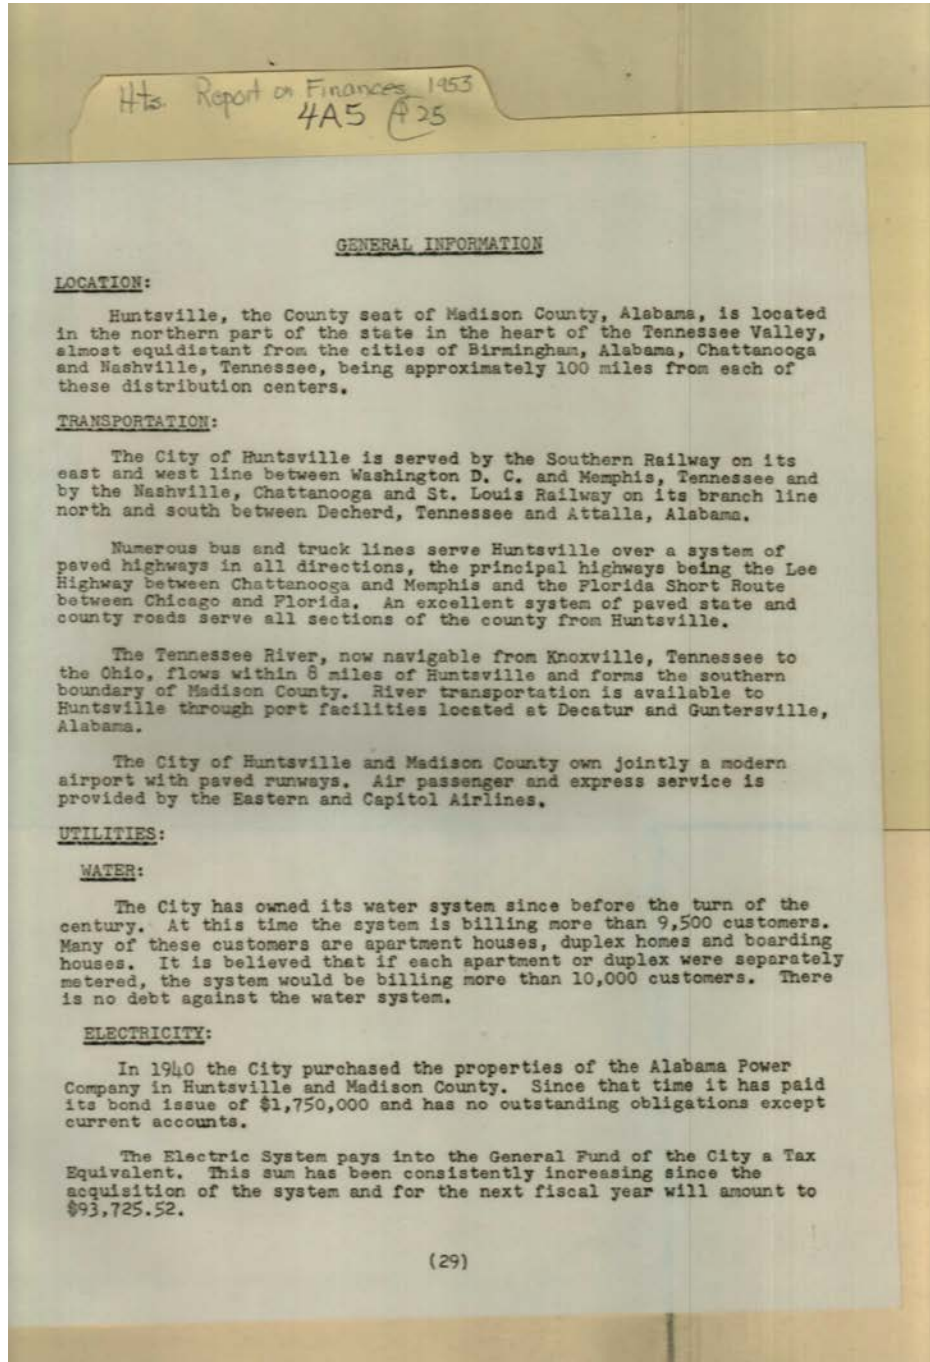 Hts. Report on Finances 1953
4A5 P 25
GENERAL INFORMATION
LOCATION:
Huntsville, the County seat of Madison County, Alabama, is located
in the northern part of the state in the heart of the Tennessee Valley,
almost equidistant from the cities of Birmingham, Alabama, Chattanooga
and Nashville, Tennessee, being approximately 100 miles from each of
these distribution centers.
TRANSPORTATION:
The City of Huntsville is served by the Southern Railway on its
east and west line between Washington D. C. and Memphis, Tennessee and
by the Nashville, Chattanooga and St. Louis Railway on its branch line
north and south between Decherd, Tennessee and Attalla, Alabama.
Numerous bus and truck lines serve Huntsville over a system of
paved highways in all directions, the principal highways being the Lee
Highway between Chattanooga and Memphis and the Florida Short Route
between Chicago and Florida. An excellent system of paved state and
county roads serve all sections of the county from Huntsville.
The Tennessee River, now navigable from Knoxville, Tennessee to
the Ohio, flows within 8 miles of Huntsville and forms the southern
boundary of Madison County. River transportation is available to
Huntsville through port facilities located at Decatur and Guntersville,
Alabama.
The City of Huntsville and Madison County own jointly a modern
airport with paved runways. Air passenger and express service is
provided by the Eastern and Capitol Airlines.
UTILITIES:
WATER:
The City has owned its water system since before the turn of the
century. At this time the system is billing more than 9,500 customers.
Many of these customers are apartment houses, duplex homes and boarding
houses. It is believed that if each apartment or duplex were separately
metered, the system would be billing more than 10,000 customers. There
is no debt against the water system.
ELECTRICITY:
In 1940 the City purchased the properties of the Alabama Power
Company in Huntsville and Madison County. Since that time it has paid
its bond issue of $1,750,000 and has no outstanding obligations except
current accounts.
The Electric System pays into the General Fund of the City a Tax
Equivalent. This sum has been consistently increasing since the
acquisition of the system and for the next fiscal year will amount to
$93,725.52.
(29)